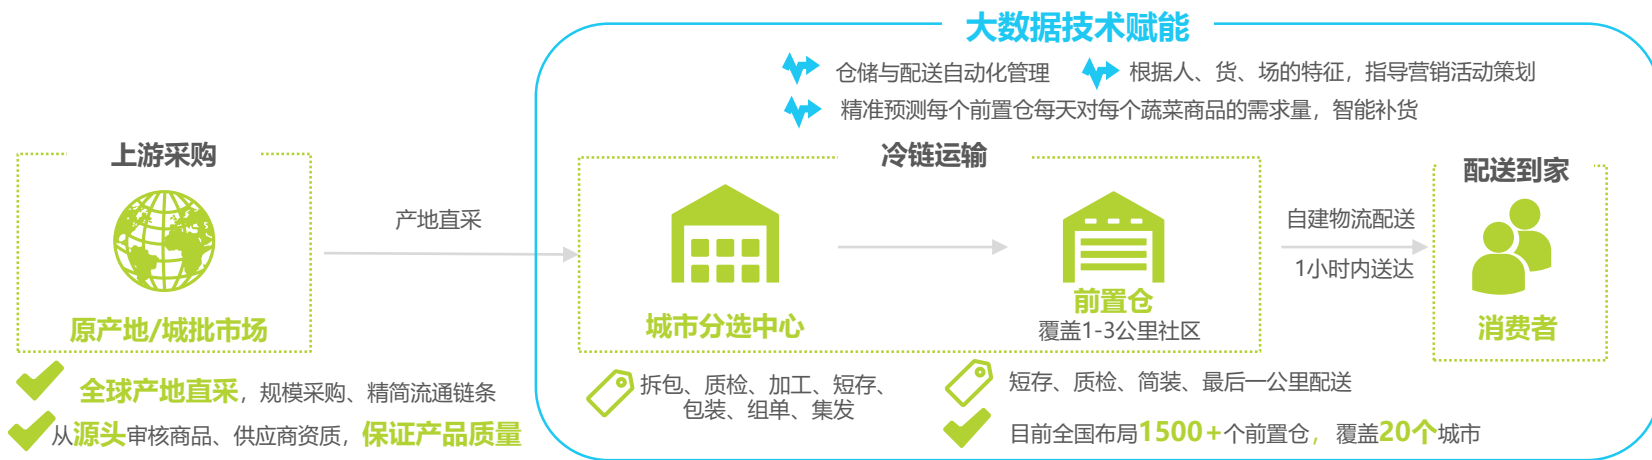 大数据技术赋能
仓储与配送自动化管理
根据人、货、场的特征，指导营销活动策划
精准预测每个前置仓每天对每个蔬菜商品的需求量，智能补货
上游采购
原产地/城批市场
产地直采
冷链运输
城市分选中心
前置仓
覆盖1-3公里社区
自建物流配送
1小时内送达
配送到家
消费者
全球产地直采，规模采购、精简流通链条
从源头审核商品、供应商资质，保证产品质量
拆包、质检、加工、短存、
包装、组单、集发
短存、质检、简装、最后一公里配送
目前全国布局1500+个前置仓，覆盖20个城市